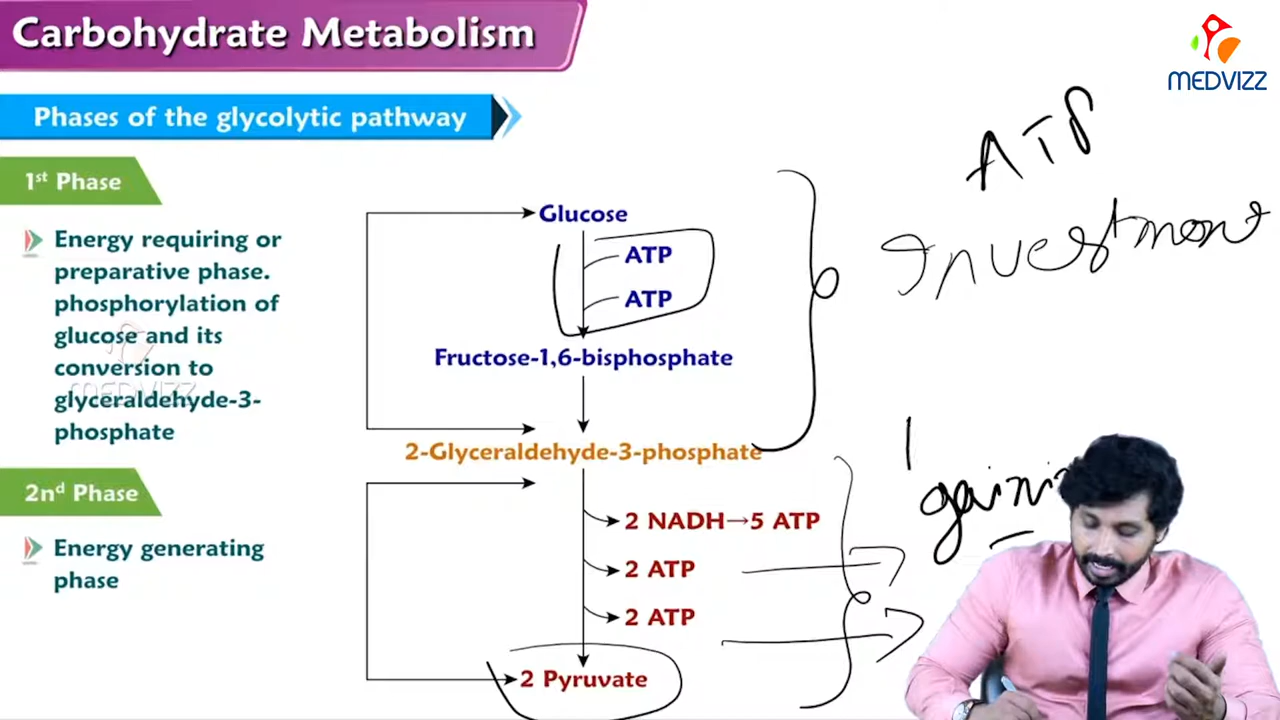 Carbohydrate Metabolism
MEDVIZZ
Phases of the glycolytic pathway
1st Phase
Energy requiring or
preparative phase.
phosphorylation of
glucose and its
conversion to
glyceraldehyde-3-
phosphate
MEDVIZZ
2nd Phase
Energy generating
phase
Glucose
ATP
ATP
Fructose-1,6-bisphosphate
2-Glyceraldehyde-3-phosphate
2 NADH→5 ATP
2 ATP
2 ATP
2 Pyruvate
ATP
Investment